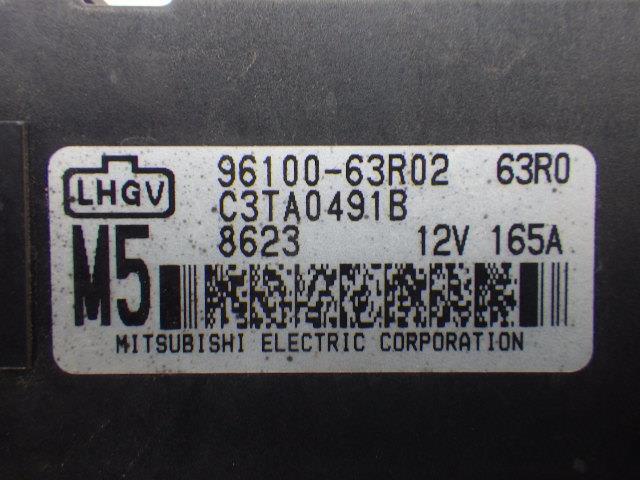 LHGV 96100-63R02 63R0
C3TA0491B
M5 8623 12V 165A
MITSUBISHI ELECTRIC CORPORATION